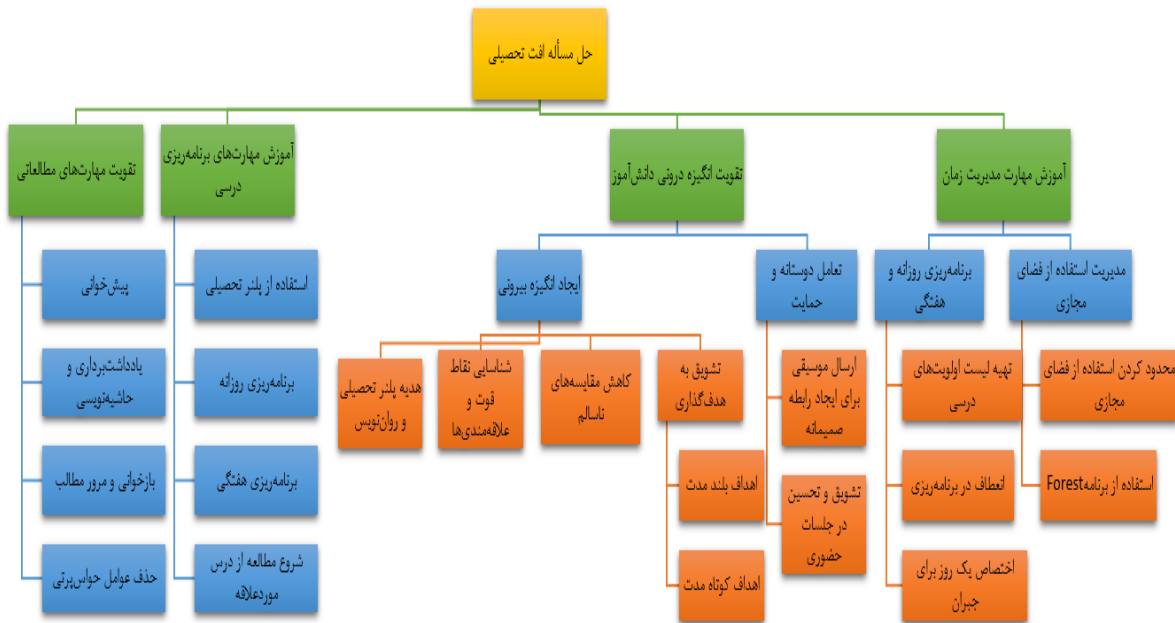 حل مسأله افت تحصیلی
آموزش مهارت مدیریت زمان
تقویت انگیزه درونی دانش‌آموز
آموزش مهارت‌های برنامه‌ریزی
درسی
تقویت مهارت‌های مطالعاتی
مدیریت استفاده از فضای
مجازی
محدود کردن استفاده از فضای
مجازی
استفاده از برنامه Forest
برنامه‌ریزی روزانه و
هفتگی
تهیه لیست اولویت‌های
درسی
انعطاف در برنامه‌ریزی
اختصاص یک روز برای
جبران
تعامل دوستانه و
حمایت
ارسال موسیقی
برای ایجاد رابطه
صمیمانه
تشویق و تحسین
در جلسات
حضوری
ایجاد انگیزه بیرونی
تشویق به
هدف‌گذاری
اهداف بلند مدت
اهداف کوتاه مدت
کاهش مقایسه‌های
ناسالم
شناسایی نقاط
قوت و
علاقه‌مندی‌ها
هدیه پلنر تحصیلی
و روان‌نویس
استفاده از پلنر تحصیلی
برنامه‌ریزی روزانه
برنامه‌ریزی هفتگی
شروع مطالعه از درس
موردعلاقه
پیش‌خوانی
یادداشت‌برداری و
حاشیه‌نویسی
بازخوانی و مرور مطالب
حذف عوامل حواس‌پرتی